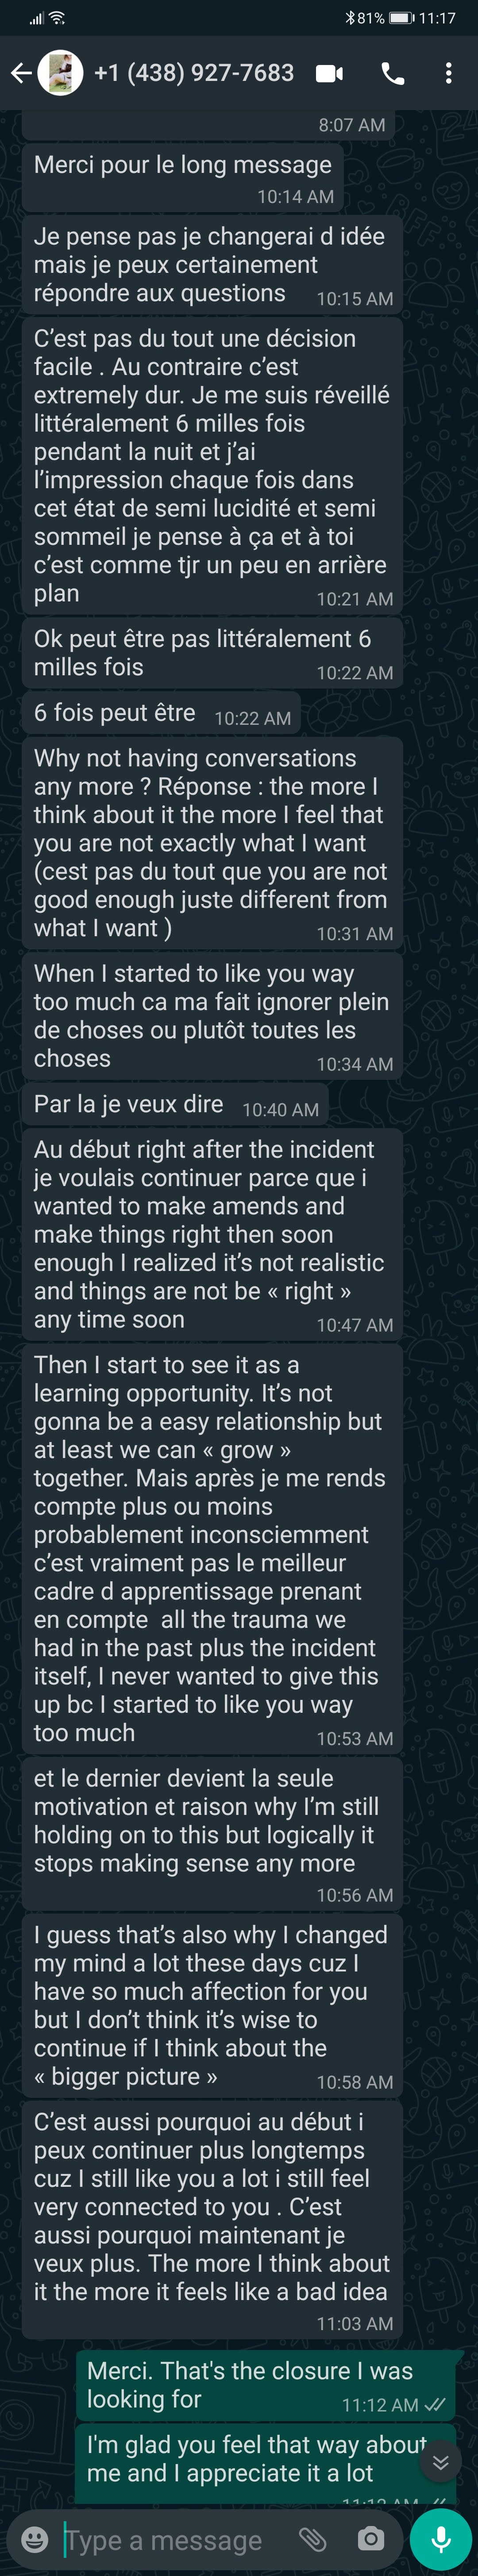 81% 11:17
+1 (438) 927-7683
8:07 AM
Merci pour le long message
10:14 AM
Je pense pas je changerai d idée
mais je peux certainement
répondre aux questions 10:15 AM
C'est pas du tout une décision
facile . Au contraire c'est
extremely dur. Je me suis réveillé
littéralement 6 milles fois
pendant la nuit et j'ai
l'impression chaque fois dans
cet état de semi lucidité et semi
sommeil je pense à ça et à toi
c'est comme tjr un peu en arrière
plan 10:21 AM
Ok peut être pas littéralement 6
milles fois 10:22 AM
6 fois peut être 10:22 AM
Why not having conversations
any more ? Réponse : the more I
think about it the more I feel that
you are not exactly what I want
(cest pas du tout que you are not
good enough juste different from
what I want ) 10:31 AM
When I started to like you way
too much ca ma fait ignorer plein
de choses ou plutôt toutes les
choses 10:34 AM
Par la je veux dire 10:40 AM
Au début right after the incident
je voulais continuer parce que i
wanted to make amends and
make things right then soon
enough I realized it's not realistic
and things are not be « right »
any time soon 10:47 AM
Then I start to see it as a
learning opportunity. It's not
gonna be a easy relationship but
at least we can « grow »
together. Mais après je me rends
compte plus ou moins
probablement inconsciemment
c'est vraiment pas le meilleur
cadre d apprentissage prenant
en compte all the trauma we
had in the past plus the incident
itself, I never wanted to give this
up bc I started to like you way
too much 10:53 AM
et le dernier devient la seule
motivation et raison why I'm still
holding on to this but logically it
stops making sense any more
10:56 AM
I guess that's also why I changed
my mind a lot these days cuz I
have so much affection for you
but I don't think it's wise to
continue if I think about the
« bigger picture » 10:58 AM
C'est aussi pourquoi au début i
peux continuer plus longtemps
cuz I still like you a lot i still feel
very connected to you . C'est
aussi pourquoi maintenant je
veux plus. The more I think about
it the more it feels like a bad idea
11:03 AM
Merci. That's the closure I was
looking for 11:12 AM
I'm glad you feel that way about
me and I appreciate it a lot
Type a message